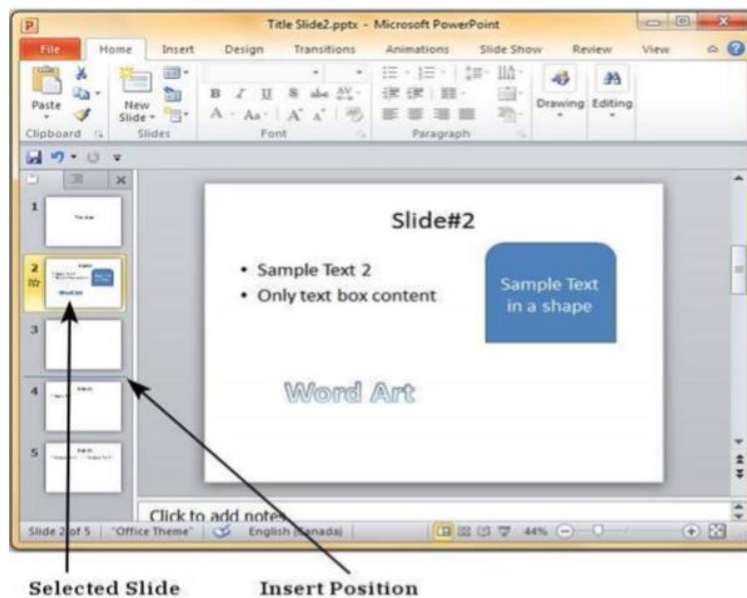 Title Slide2.pptx - Microsoft PowerPoint
File Home Insert Design Transitions Animations Slide Show Review View
Paste
New Slide
Drawing Editing
Clipboard Slides Font Paragraph
1
2
3
4
5
Slide#2
• Sample Text 2
• Only text box content
Sample Text
in a shape
Word Art
Click to add notes
Slide 2 of 5 "Office Theme" English (Canada) 44%
Selected Slide Insert Position